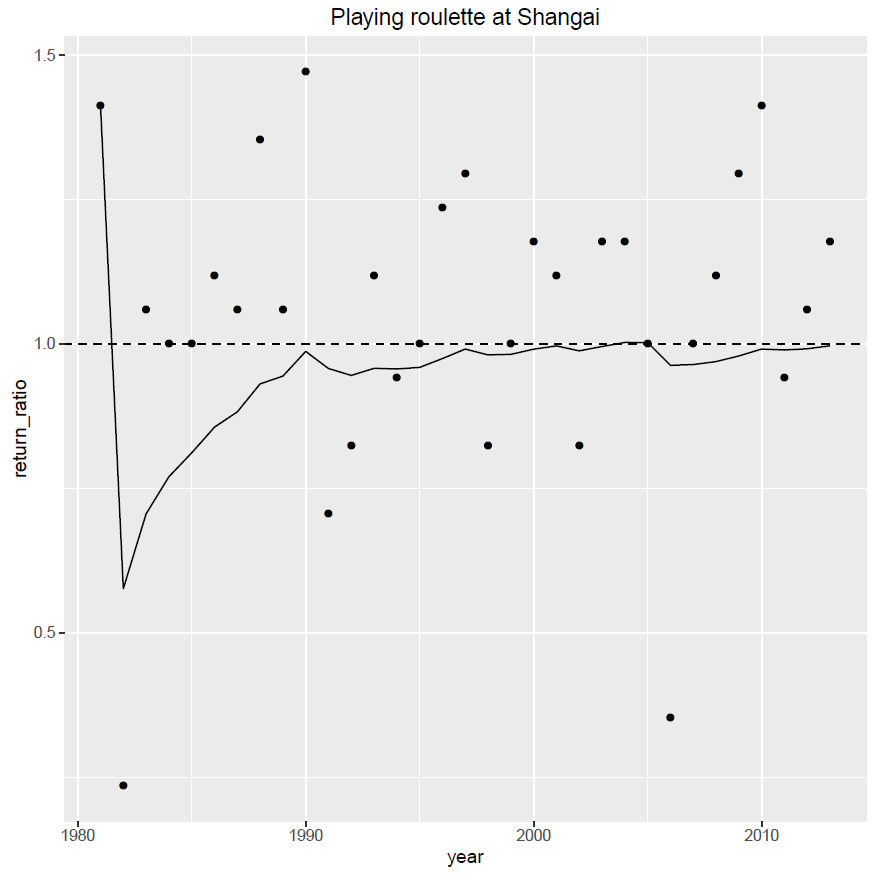 Playing roulette at Shangai
1.5
1.0
0.5
return_ratio
1980 1990 2000 2010
year